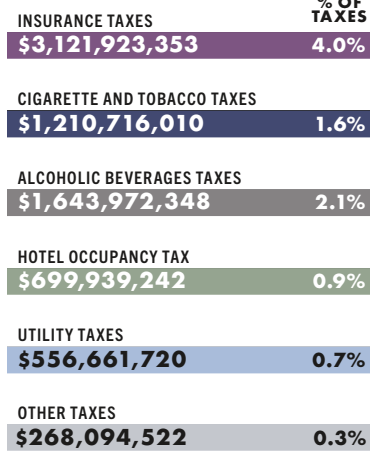 % OF
TAXES
INSURANCE TAXES
$3,121,923,353 4.0%
CIGARETTE AND TOBACCO TAXES
$1,210,716,010 1.6%
ALCOHOLIC BEVERAGES TAXES
$1,643,972,348 2.1%
HOTEL OCCUPANCY TAX
$699,939,242 0.9%
UTILITY TAXES
$556,661,720 0.7%
OTHER TAXES
$268,094,522 0.3%